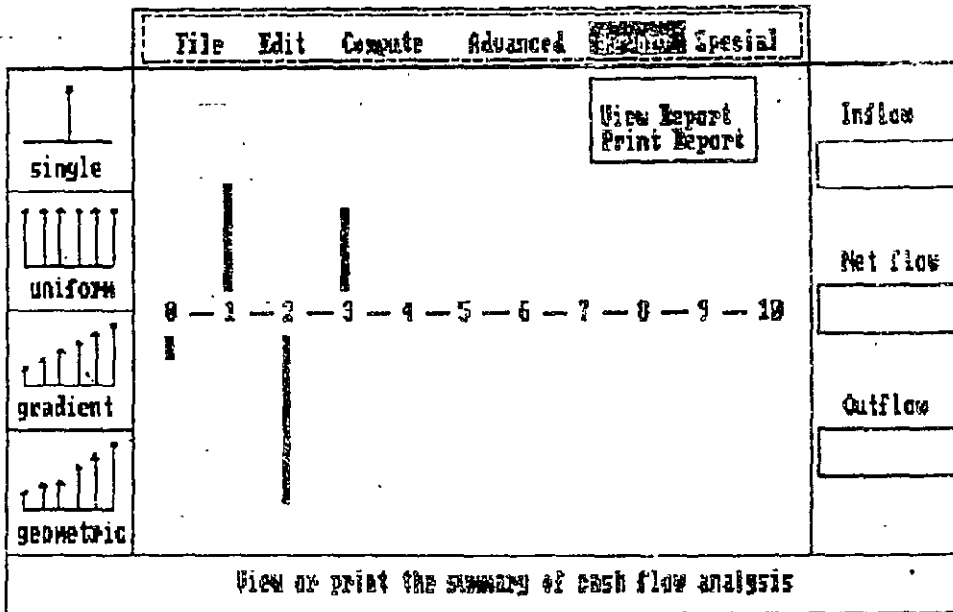 File Edit Compute Advanced Spesial
View Report
Print Report
single
uniform
gradient
geometric
0 — 1 — 2 — 3 — 4 — 5 — 6 — 7 — 8 — 9 — 10
Inflow
Net flow
Outflow
View or print the summary of cash flow analysis